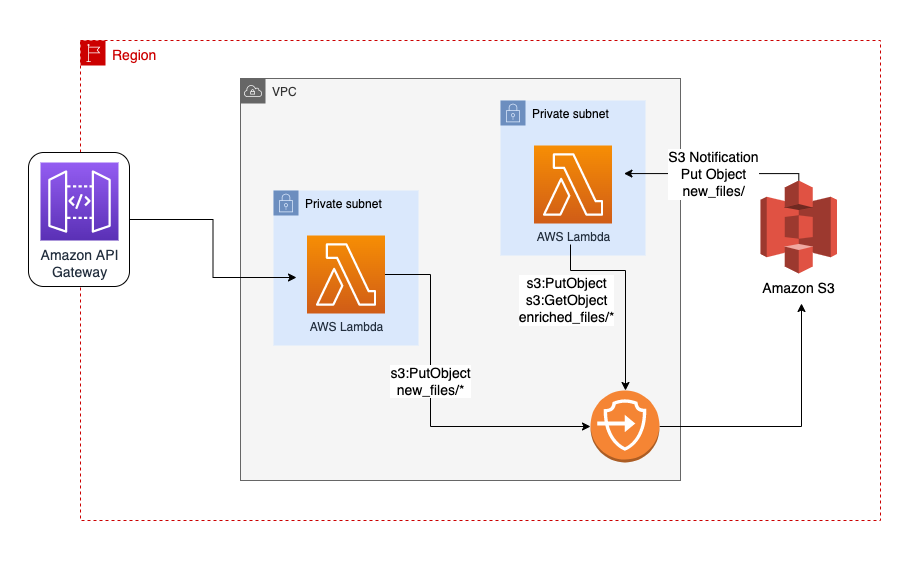 Region
VPC
Private subnet
AWS Lambda
S3 Notification
Put Object
new_files/
Amazon API
Gateway
Private subnet
AWS Lambda
s3:PutObject
s3:GetObject
enriched_files/*
Amazon S3
s3:PutObject
new_files/*